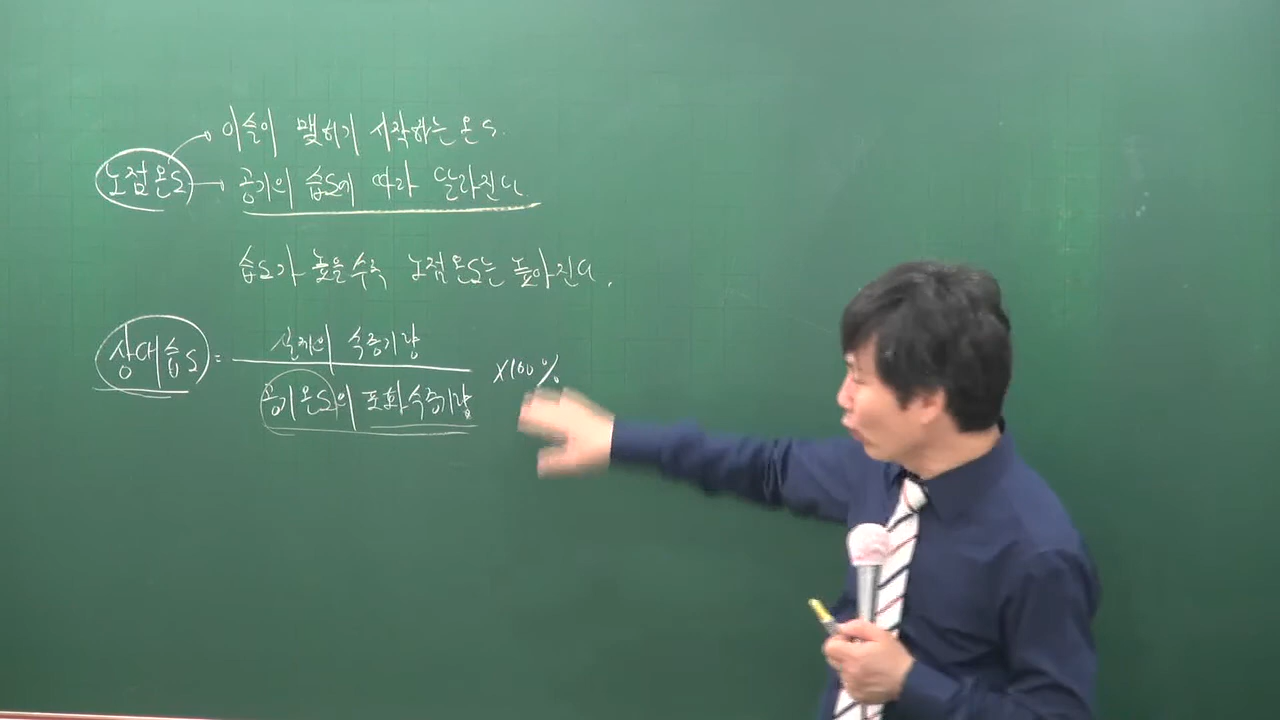 이슬이 맺히기 시작하는 온도.
노점온도
공기의 습도에 따라 달라진다.
습도가 높을수록 노점온도는 높아진다.
상대습도 = 실제의 수증기량 / 공기온도의 포화수증기량 ×100%